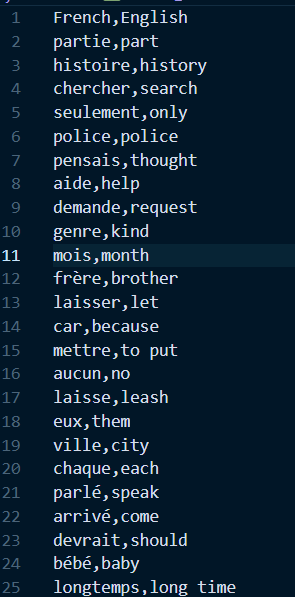 1 French,English
2 partie,part
3 histoire,history
4 chercher,search
5 seulement,only
6 police,police
7 pensais,thought
8 aide,help
9 demande,request
10 genre,kind
11 mois,month
12 frère,brother
13 laisser,let
14 car,because
15 mettre,to put
16 aucun,no
17 laisse,leash
18 eux,them
19 ville,city
20 chaque,each
21 parlé,speak
22 arrivé,come
23 devrait,should
24 bébé,baby
25 longtemps,long time